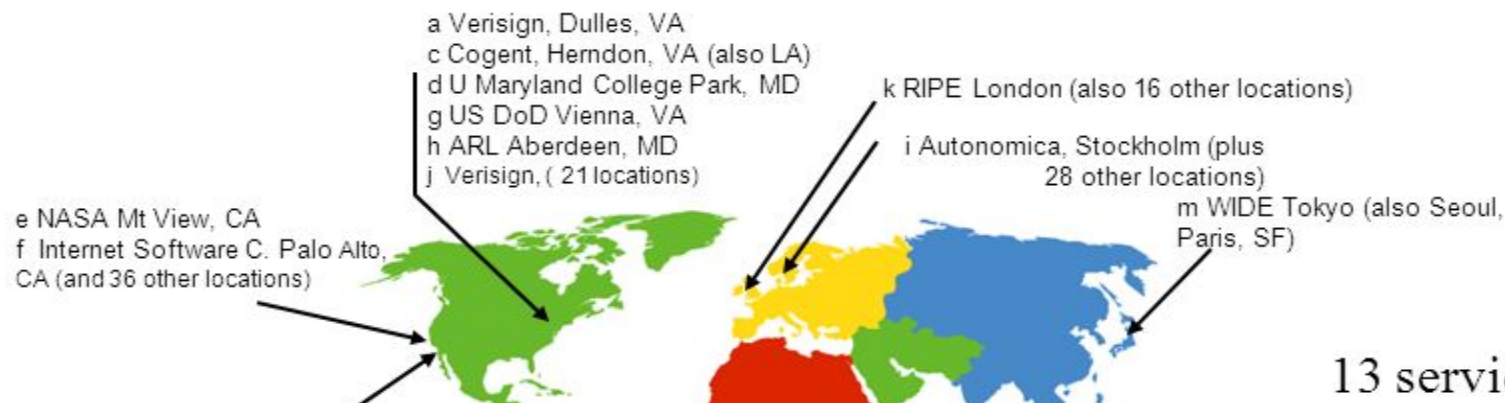 a Verisign, Dulles, VA
c Cogent, Herndon, VA (also LA)
d U Maryland College Park, MD
g US DoD Vienna, VA
h ARL Aberdeen, MD
j Verisign, ( 21 locations)
k RIPE London (also 16 other locations)
i Autonomica, Stockholm (plus
28 other locations)
m WIDE Tokyo (also Seoul,
Paris, SF)
e NASA Mt View, CA
f Internet Software C. Palo Alto,
CA (and 36 other locations)
13